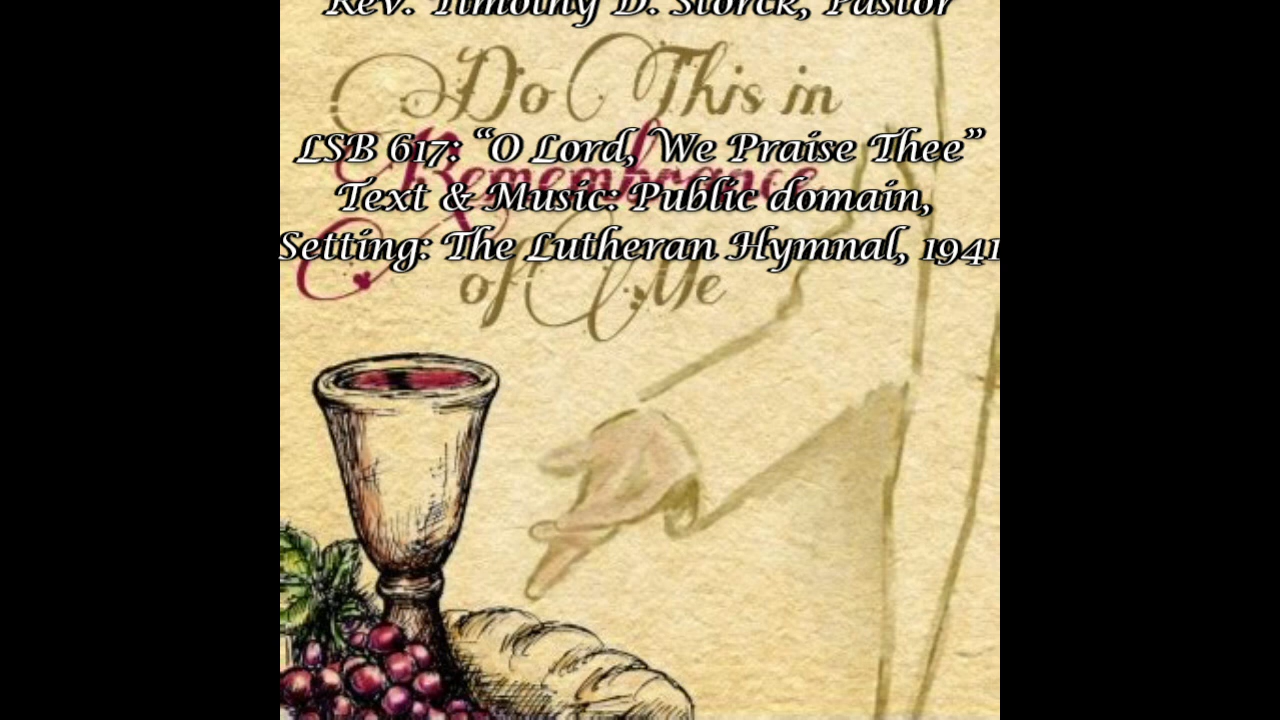 Rev. Timothy D. Storck, Pastor
Do This in
LSB 617: “O Lord, We Praise Thee”
Remembrance
Text & Music: Public domain,
Setting: The Lutheran Hymnal, 1941
of Me